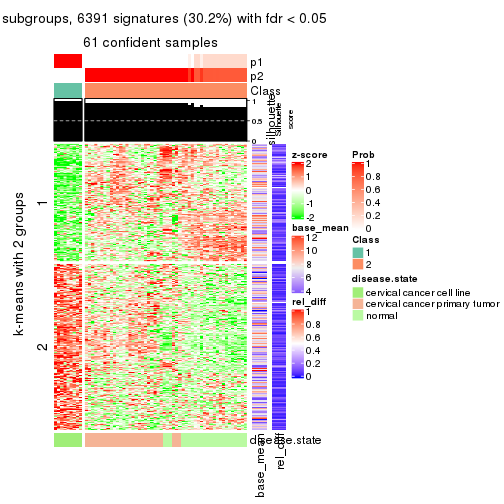 subgroups, 6391 signatures (30.2%) with fdr < 0.05
61 confident samples
p1
p2
Class
1
0.5
0
silhouette
Silhouette
score
k-means with 2 groups
1
2
z-score
2
1
0
-1
-2
base_mean
12
10
8
6
4
rel_diff
1
0.8
0.6
0.4
0.2
0
Prob
1
0.8
0.6
0.4
0.2
0
Class
1
2
disease.state
cervical cancer cell line
cervical cancer primary tumor
normal
disease.state
base_mean
rel_diff